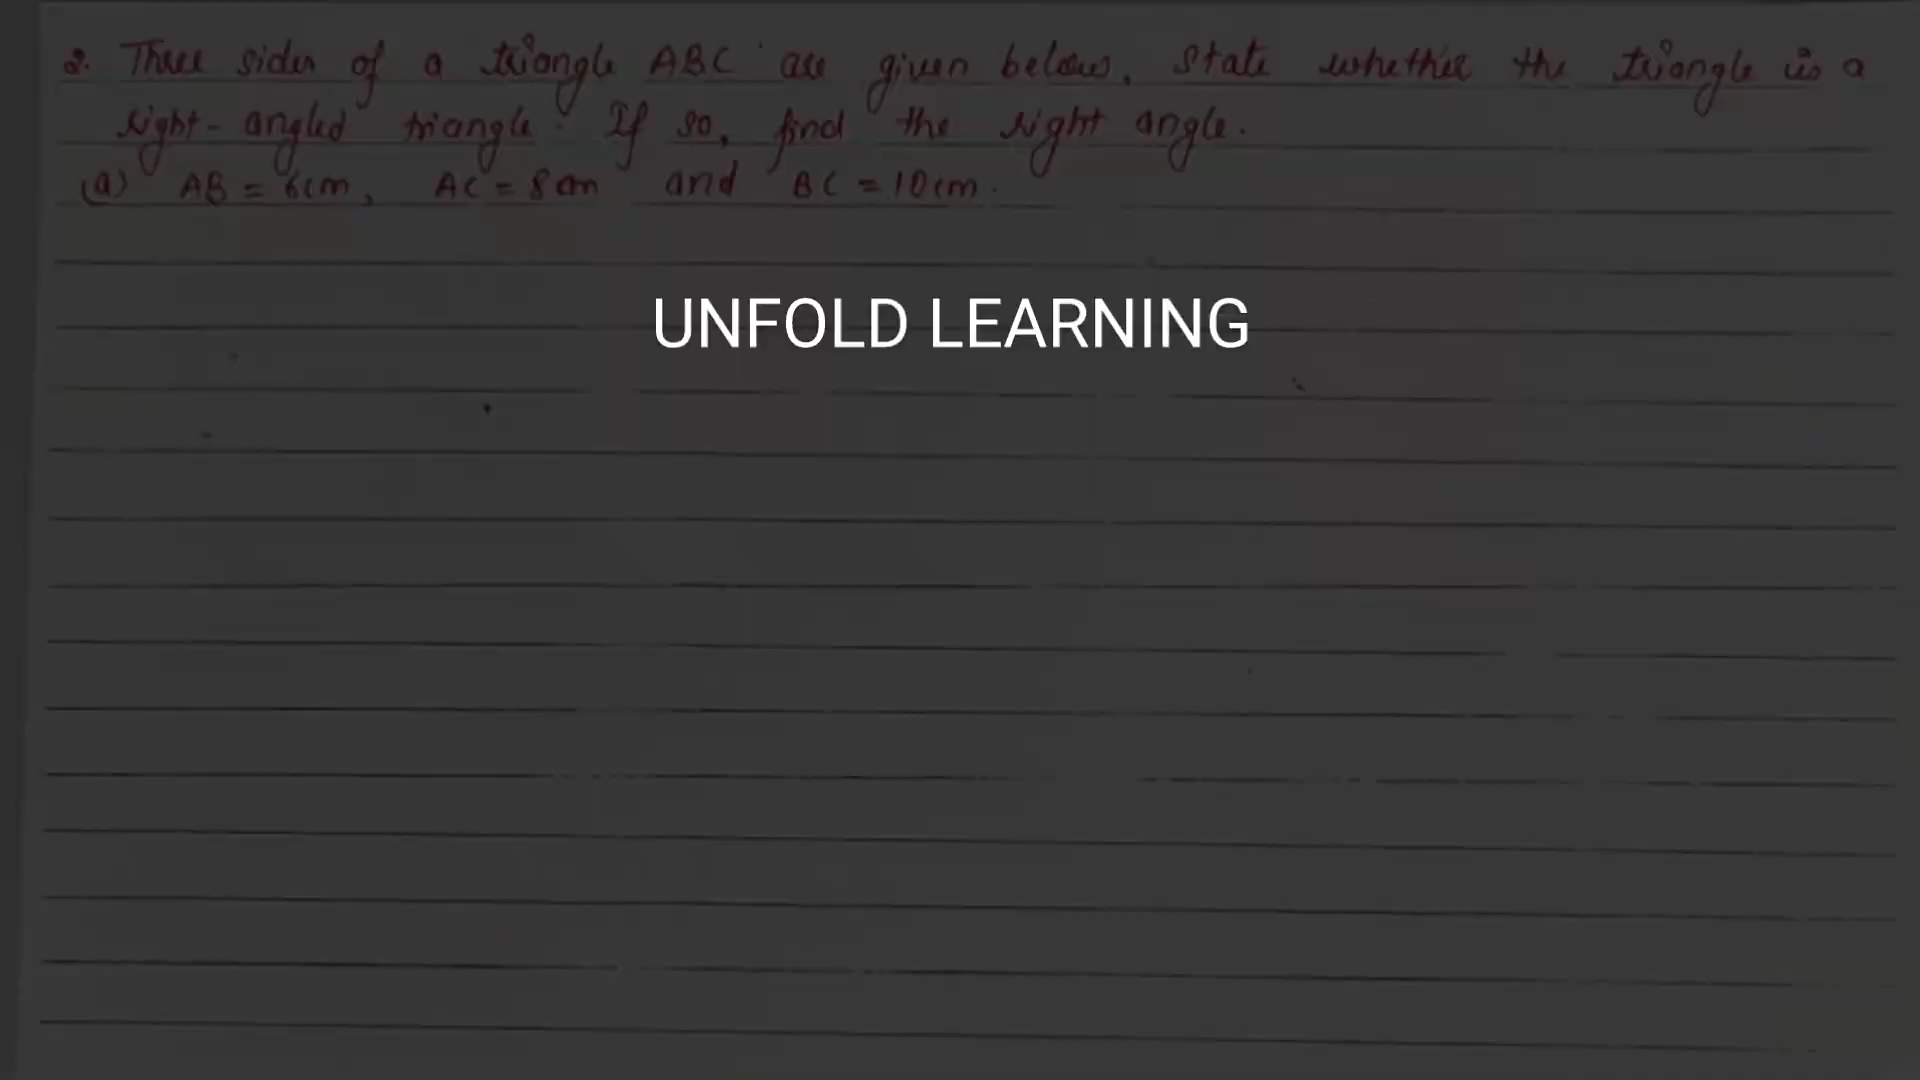 2. Three sides of a triangle ABC are given below. State whether the triangle is a
right-angled triangle. If so, find the right angle.
(a) AB = 6cm, AC = 8cm and BC = 10cm.
UNFOLD LEARNING